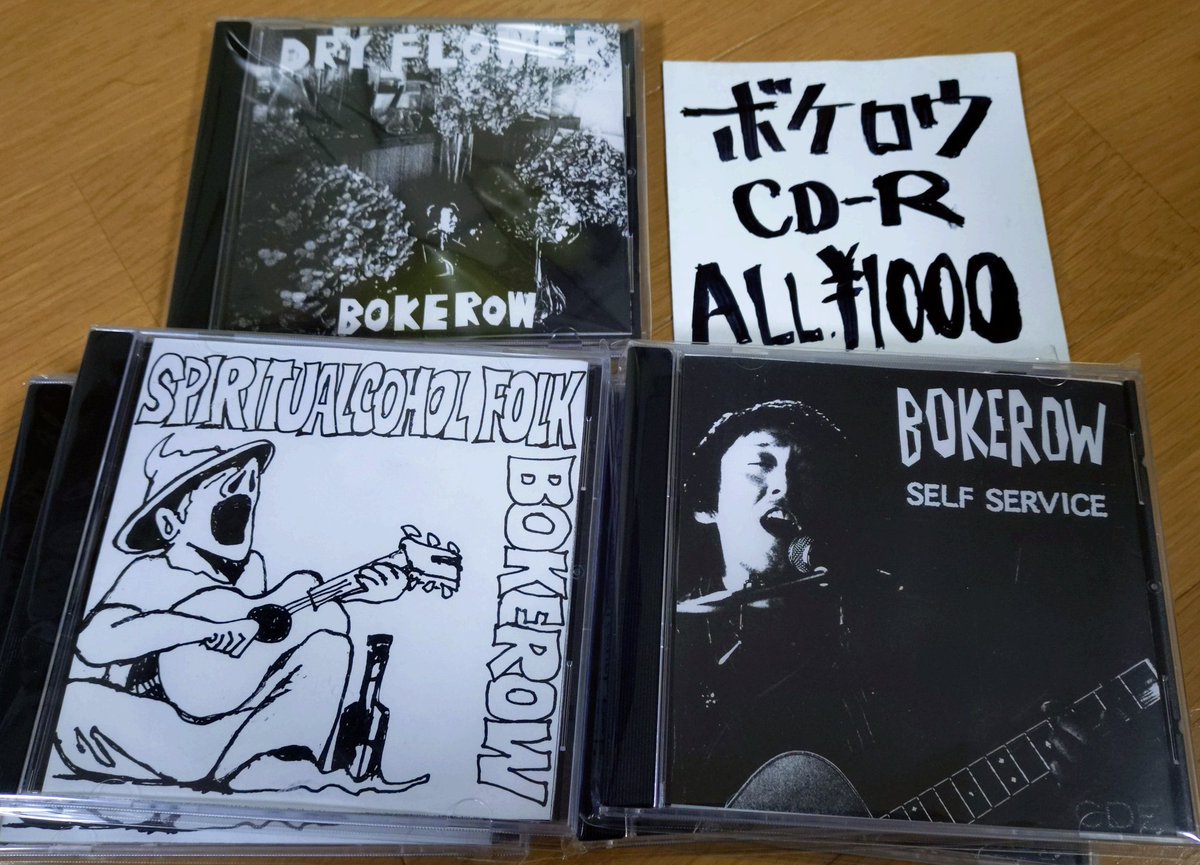 DRY FLOWER
BOKEROW
ボケロウ
CD-R
ALL.¥1000
SPIRITUALCOHOL FOLK
BOKEROW
BOKEROW
SELF SERVICE